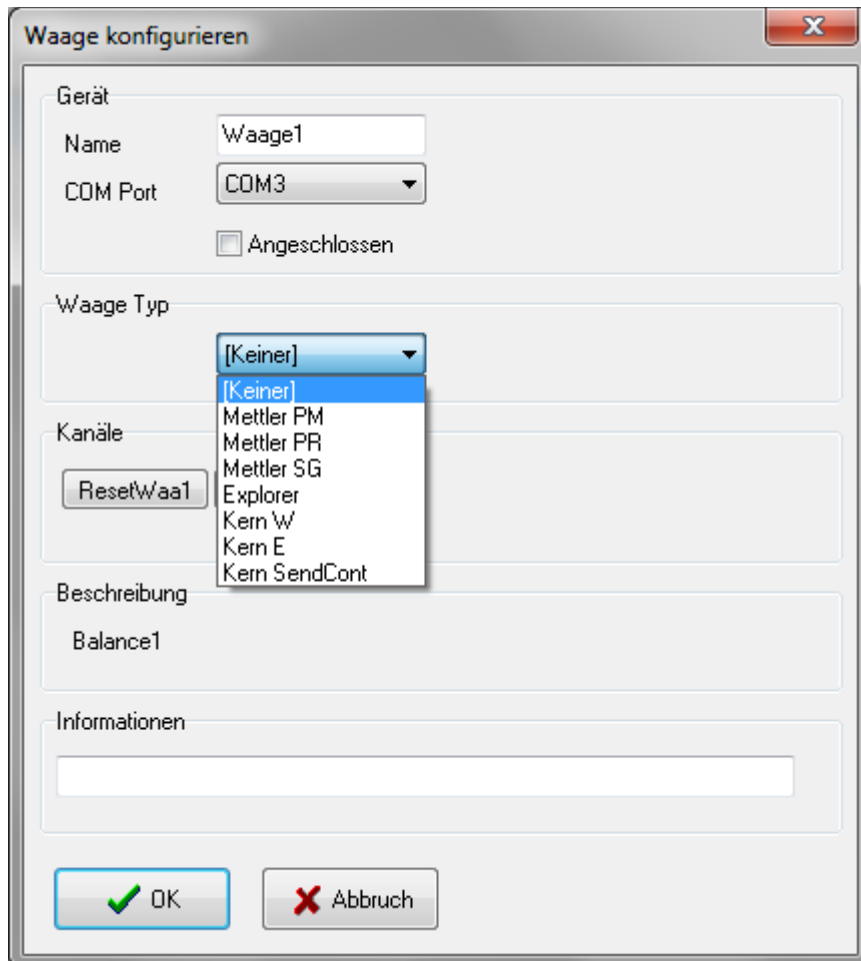 Waage konfigurieren
Gerät
Name
Waage1
COM Port
COM3
Angeschlossen
Waage Typ
[Keiner]
[Keiner]
Mettler PM
Mettler PR
Mettler SG
Explorer
Kern W
Kern E
Kern SendCont
Kanäle
ResetWaa1
Beschreibung
Balance1
Informationen
OK
Abbruch